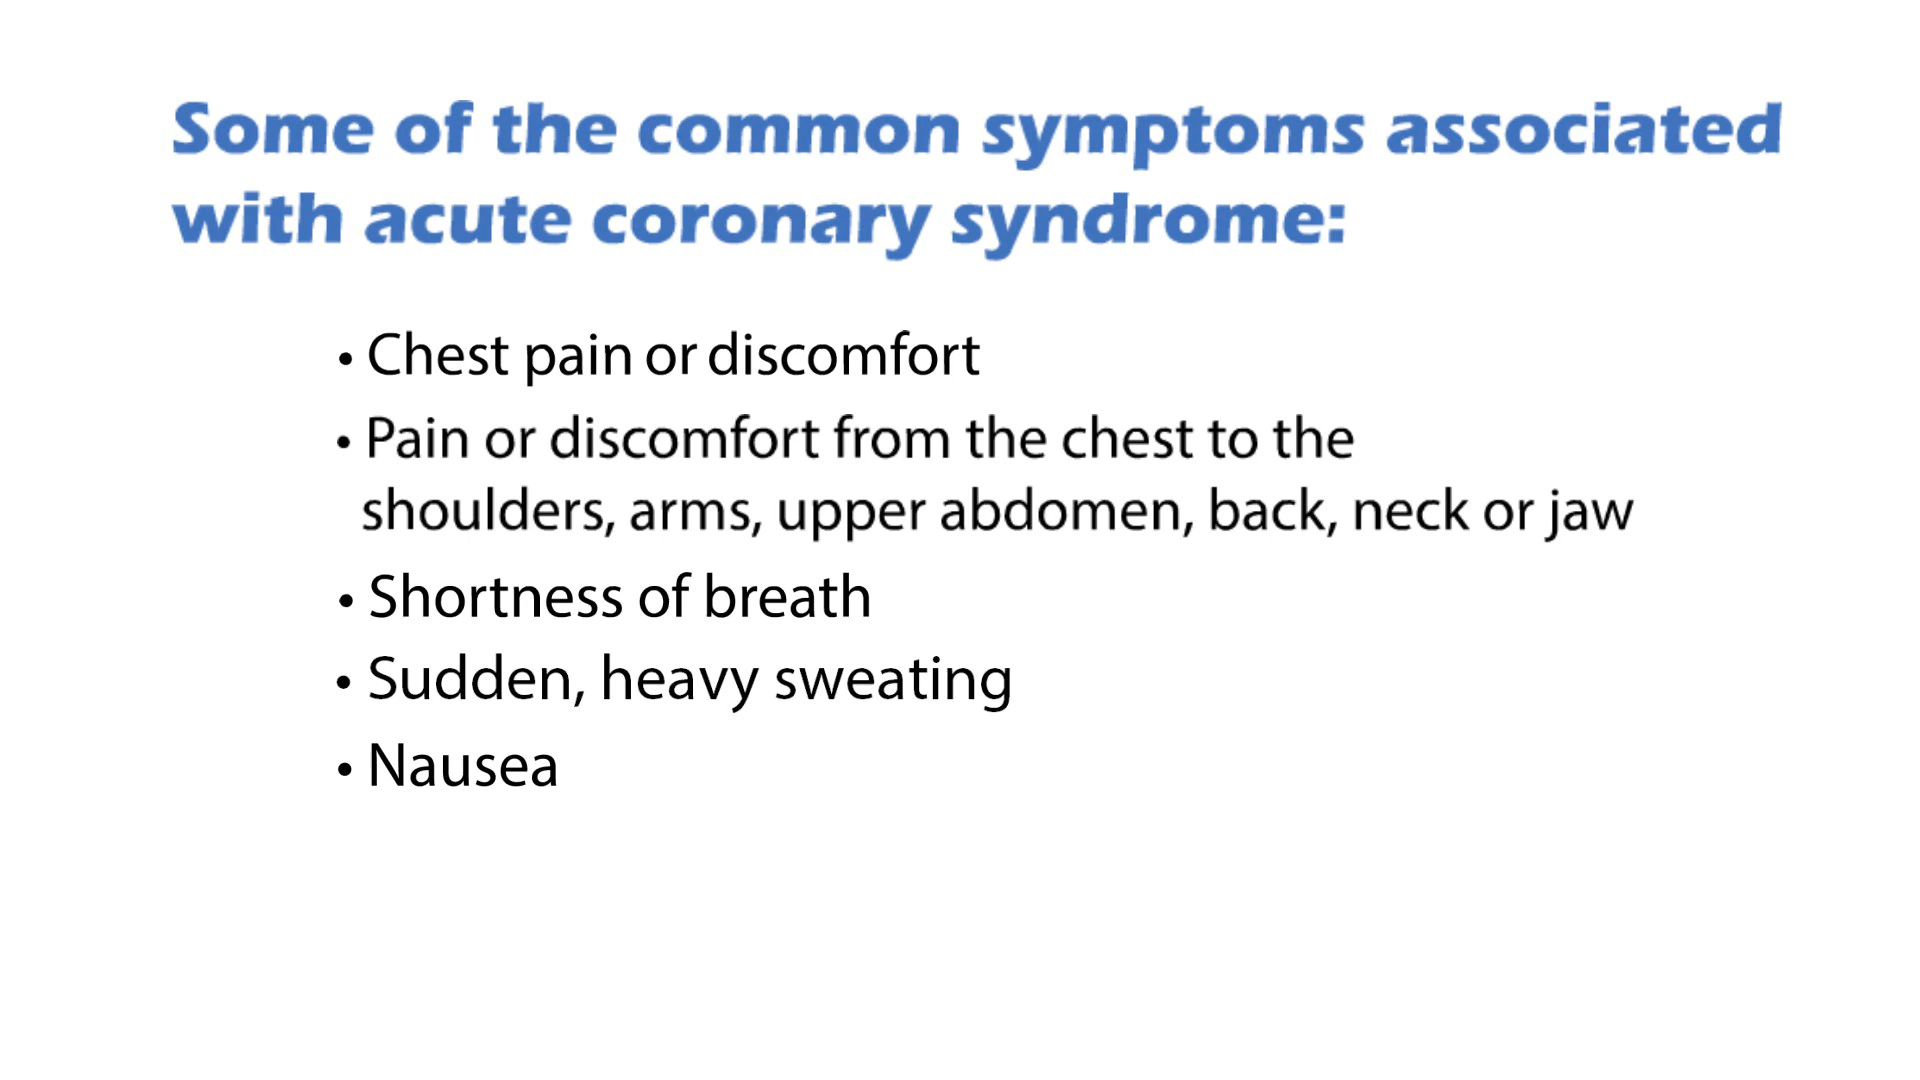 Some of the common symptoms associated
with acute coronary syndrome:
• Chest pain or discomfort
• Pain or discomfort from the chest to the
shoulders, arms, upper abdomen, back, neck or jaw
• Shortness of breath
• Sudden, heavy sweating
• Nausea